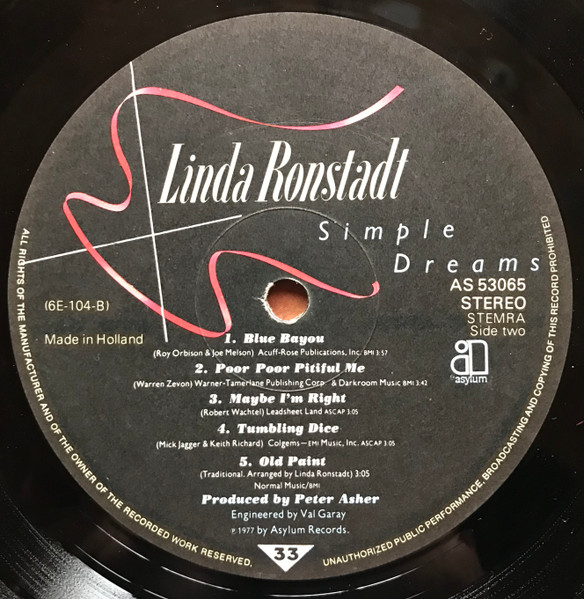 Linda Ronstadt
Simple
Dreams
AS 53065
STEREO
STEMRA
Side two
asylum
(6E-104-B)
Made in Holland
1. Blue Bayou
(Roy Orbison & Joe Melson) Acuff-Rose Publications, Inc. BMI 3:57
2. Poor Poor Pitiful Me
(Warren Zevon) Warner-Tamerlane Publishing Corp & Darkroom Music BMI 3:42
3. Maybe I'm Right
(Robert Wachtel) Leadsheet Land ASCAP 3:05
4. Tumbling Dice
(Mick Jagger & Keith Richard) Colgems-EMI Music, Inc. ASCAP 3:05
5. Old Paint
(Traditional. Arranged by Linda Ronstadt) 3:05
Normal Music/BMI
Produced by Peter Asher
Engineered by Val Garay
℗ 1977 by Asylum Records.
33
ALL RIGHTS OF THE MANUFACTURER AND OF THE OWNER OF THE RECORDED WORK RESERVED.
UNAUTHORIZED PUBLIC PERFORMANCE, BROADCASTING AND COPYING OF THIS RECORD PROHIBITED